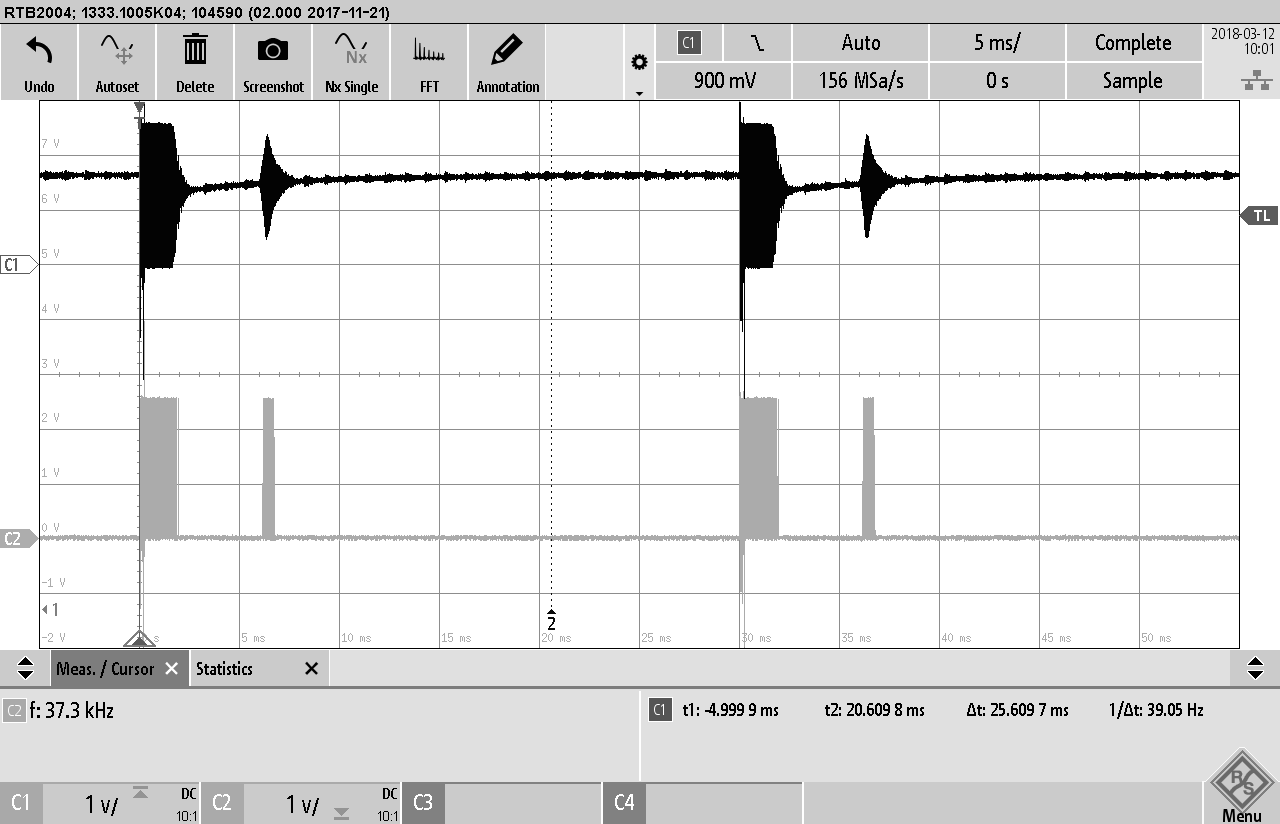 RTB2004; 1333.1005K04; 104590 (02.000 2017-11-21)
Undo Autoset Delete Screenshot Nx Nx Single FFT Annotation
C1 Auto 5 ms/ Complete 2018-03-12
10:01
900 mV 156 MSa/s 0 s Sample
T
7 V
6 V
TL
5 V
C1
4 V
3 V
2 V
1 V
0 V
C2
-1 V
1
2
-2 V s 5 ms 10 ms 15 ms 20 ms 25 ms 30 ms 35 ms 40 ms 45 ms 50 ms
Meas. / Cursor Statistics
C2 f: 37.3 kHz
C1 t1: -4.999 9 ms t2: 20.609 8 ms Δt: 25.609 7 ms 1/Δt: 39.05 Hz
C1 1 V/ DC 10:1 C2 1 V/ DC 10:1 C3 C4
R S
Menu